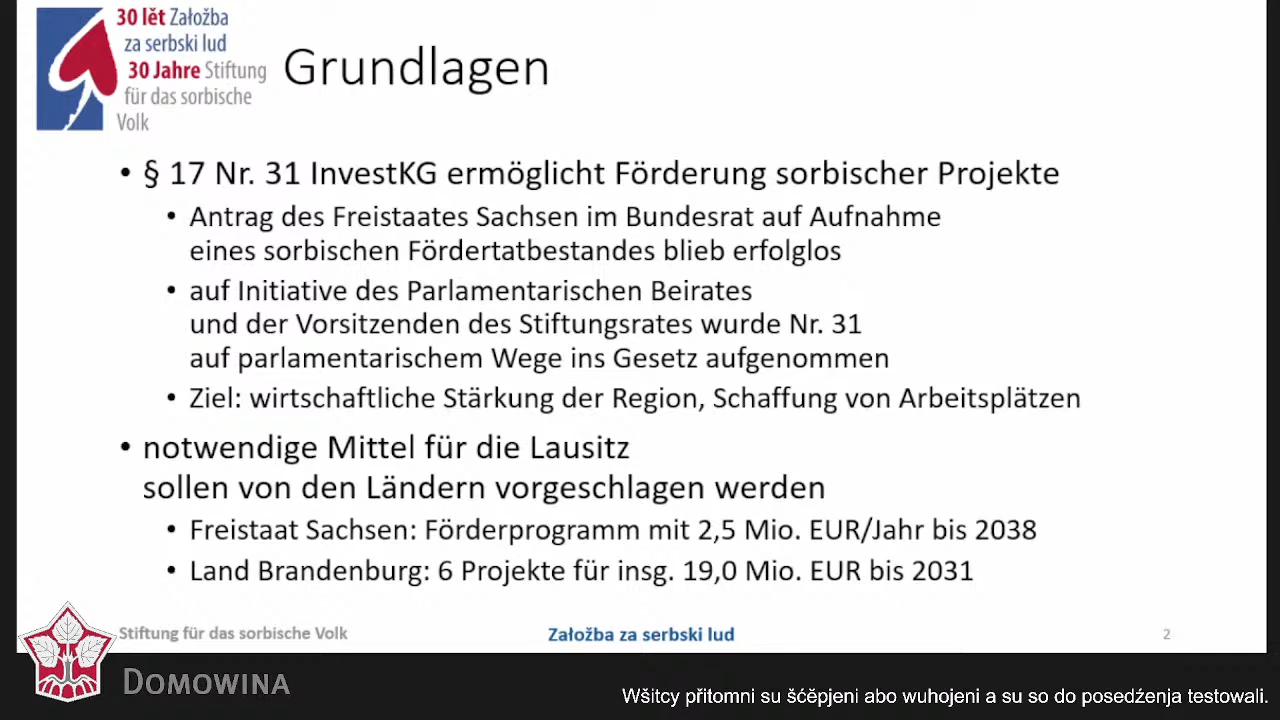 30 lět Załožba
za serbski lud
30 Jahre Stiftung
für das sorbische
Volk
Grundlagen
• § 17 Nr. 31 InvestKG ermöglicht Förderung sorbischer Projekte
• Antrag des Freistaates Sachsen im Bundesrat auf Aufnahme
eines sorbischen Fördertatbestandes blieb erfolglos
• auf Initiative des Parlamentarischen Beirates
und der Vorsitzenden des Stiftungsrates wurde Nr. 31
auf parlamentarischem Wege ins Gesetz aufgenommen
• Ziel: wirtschaftliche Stärkung der Region, Schaffung von Arbeitsplätzen
• notwendige Mittel für die Lausitz
sollen von den Ländern vorgeschlagen werden
• Freistaat Sachsen: Förderprogramm mit 2,5 Mio. EUR/Jahr bis 2038
• Land Brandenburg: 6 Projekte für insg. 19,0 Mio. EUR bis 2031
Stiftung für das sorbische Volk
Załožba za serbski lud
2
DOMOWINA
Wšitcy přitomni su šćěpjeni abo wuhojeni a su so do posedźenja testowali.